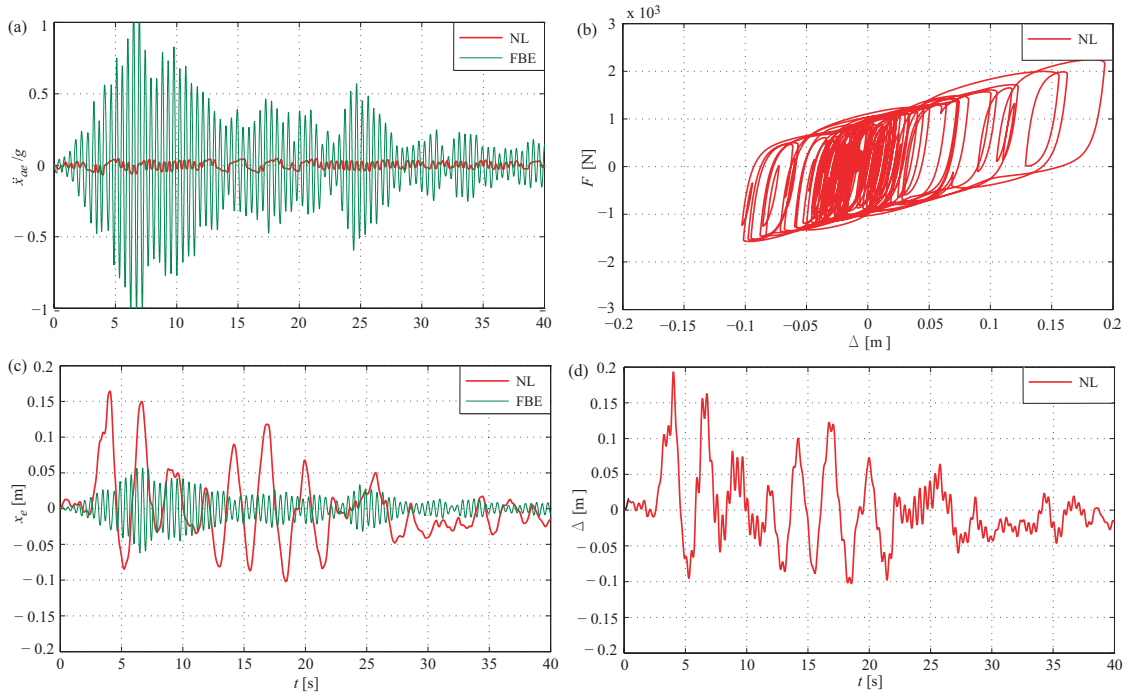 (a)
1
0.5
0
−0.5
−1
ẍae/g
0 5 10 15 20 25 30 35 40
NL
FBE
(b)
x 10³
3
2
1
0
−1
−2
−3
F [N]
−0.2 −0.15 −0.1 −0.05 0 0.05 0.1 0.15 0.2
Δ [m]
NL
(c)
0.2
0.15
0.1
0.05
0
−0.05
−0.1
−0.15
−0.2
xe [m]
0 5 10 15 20 25 30 35 40
t [s]
NL
FBE
(d)
0.2
0.15
0.1
0.05
0
−0.05
−0.1
−0.15
−0.2
Δ [m]
0 5 10 15 20 25 30 35 40
t [s]
NL